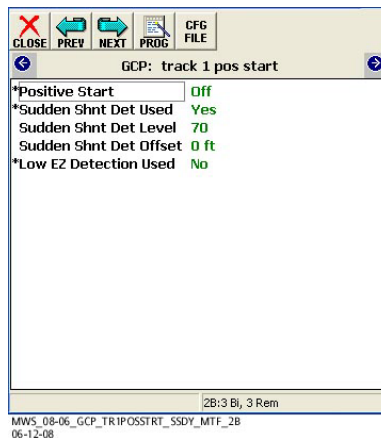 CLOSE PREV NEXT PROG CFG FILE
GCP: track 1 pos start
*Positive Start Off
*Sudden Shnt Det Used Yes
Sudden Shnt Det Level 70
Sudden Shnt Det Offset 0 ft
*Low EZ Detection Used No
2B:3 Bi, 3 Rem
MWS_08-06_GCP_TR1POSSTRT_SSDY_MTF_2B
06-12-08